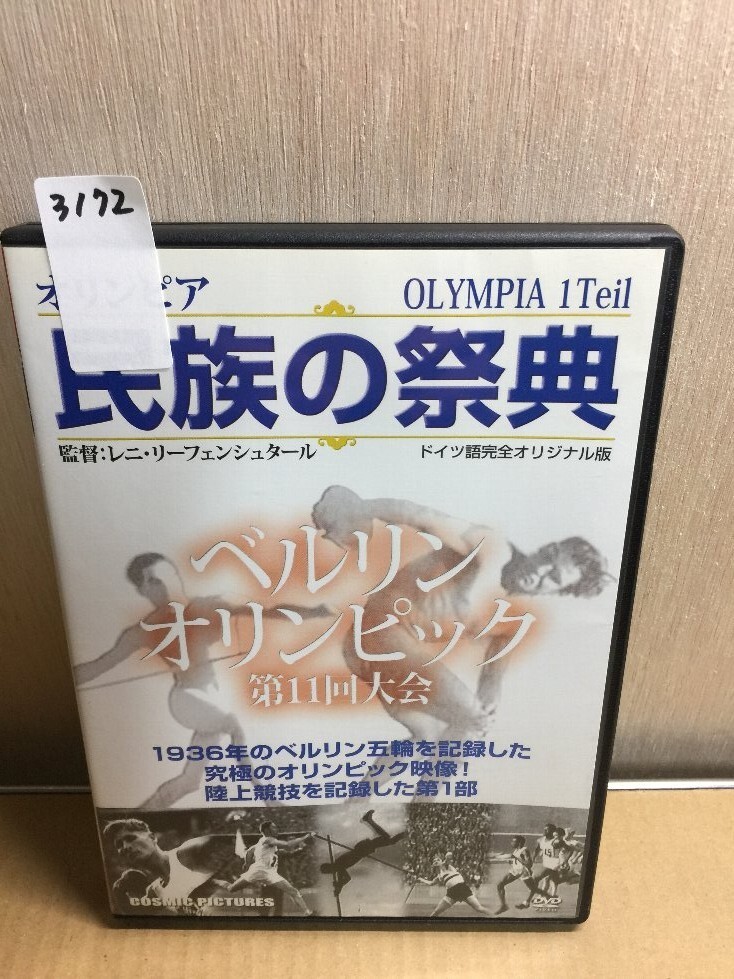 3172
オリンピア
OLYMPIA 1Teil
民族の祭典
監督:レニ・リーフェンシュタール
ドイツ語完全オリジナル版
ベルリン
オリンピック
第11回大会
1936年のベルリン五輪を記録した
究極のオリンピック映像!
陸上競技を記録した第1部
COSMIC PICTURES
DVD